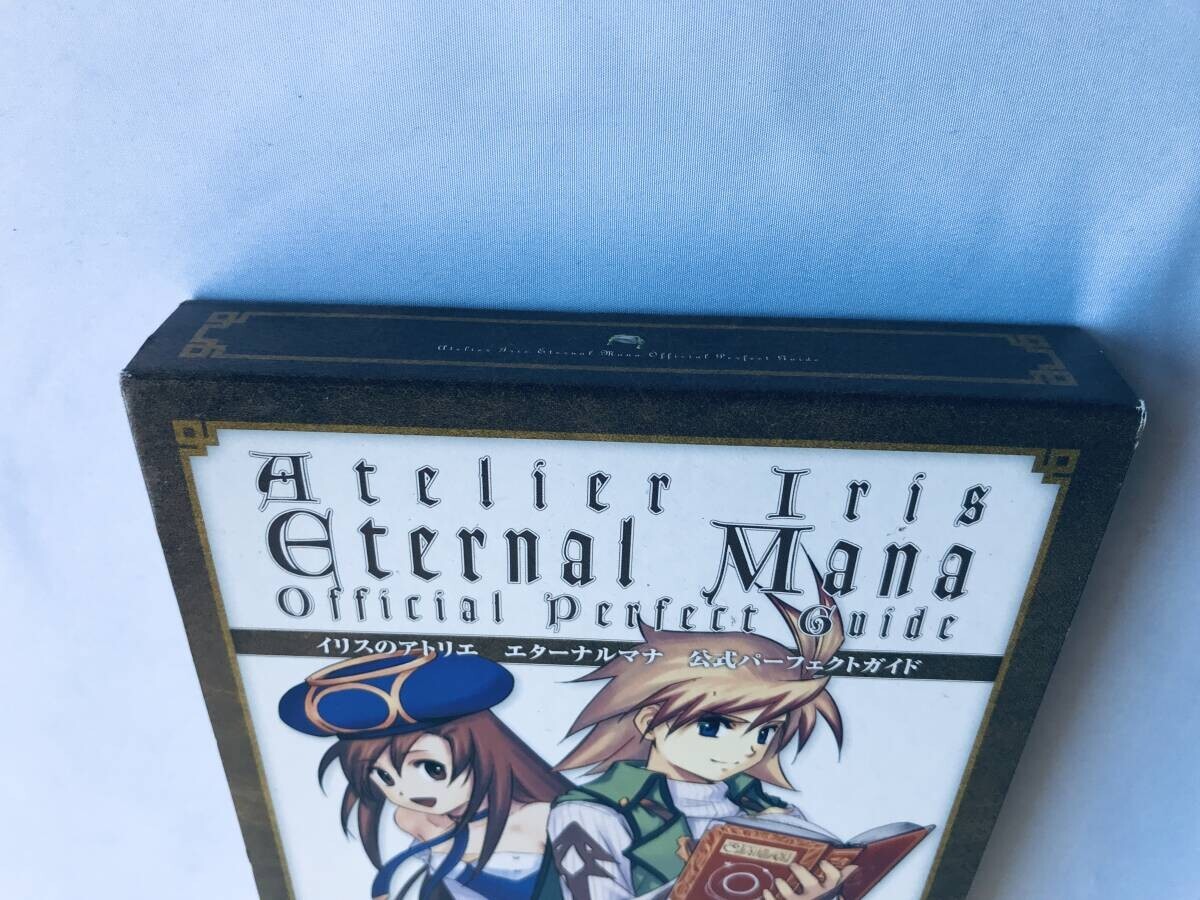 Atelier Iris Eternal Mana Official Perfect Guide
Atelier Iris
Eternal Mana
Official Perfect Guide
イリスのアトリエ エターナルマナ 公式パーフェクトガイド